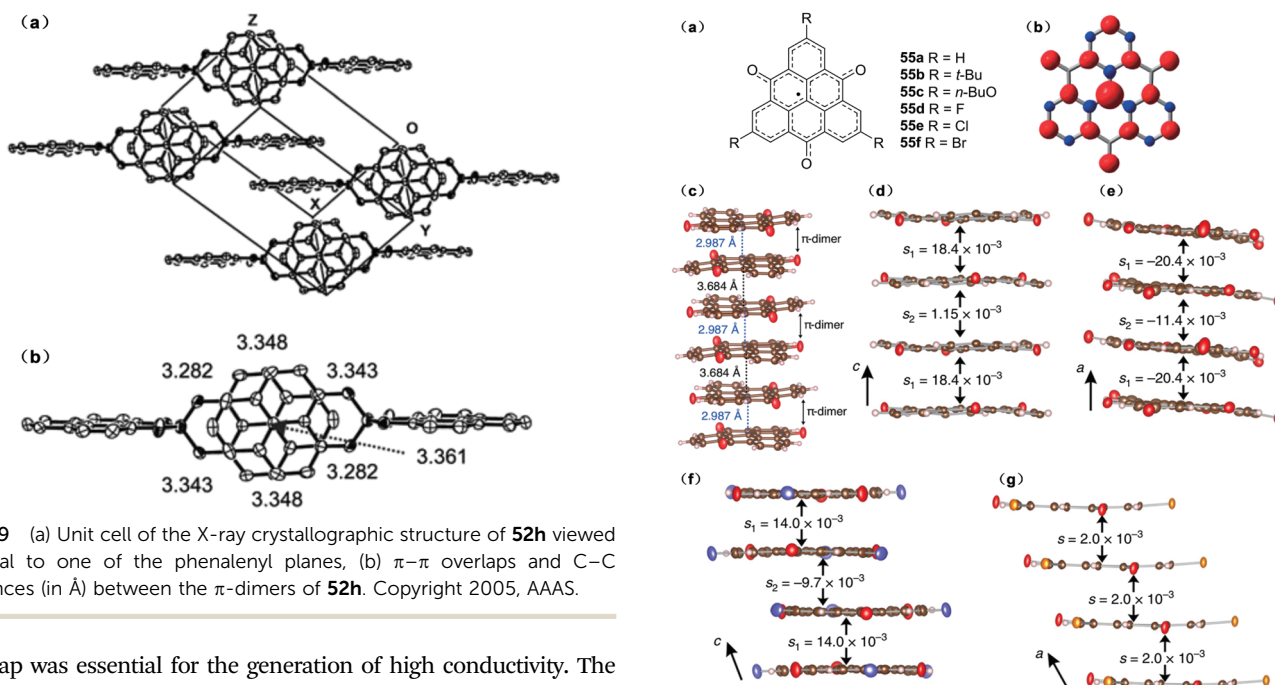 (a)
Z
O
X
Y
(b)
3.348
3.282
3.343
3.361
3.343
3.282
3.348
9 (a) Unit cell of the X-ray crystallographic structure of 52h viewed
al to one of the phenalenyl planes, (b) π–π overlaps and C–C
nces (in Å) between the π-dimers of 52h. Copyright 2005, AAAS.
ap was essential for the generation of high conductivity. The
(a)
R
O
O
R
R
O
55a R = H
55b R = t-Bu
55c R = n-BuO
55d R = F
55e R = Cl
55f R = Br
(b)
(c)
2.987 Å
π-dimer
3.684 Å
2.987 Å
π-dimer
3.684 Å
2.987 Å
π-dimer
(d)
s₁ = 18.4 × 10⁻³
s₂ = 1.15 × 10⁻³
s₁ = 18.4 × 10⁻³
c
(e)
s₁ = −20.4 × 10⁻³
s₂ = −11.4 × 10⁻³
s₁ = −20.4 × 10⁻³
a
(f)
s₁ = 14.0 × 10⁻³
s₂ = −9.7 × 10⁻³
s₁ = 14.0 × 10⁻³
c
(g)
s = 2.0 × 10⁻³
s = 2.0 × 10⁻³
s = 2.0 × 10⁻³
a